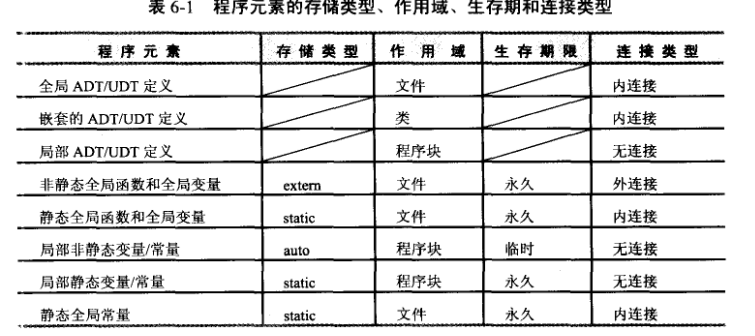 表 6-1 程序元素的存储类型、作用域、生存期和连接类型
程序元素 存储类型 作用域 生存期限 连接类型
全局 ADT/UDT 定义 文件 内连接
嵌套的 ADT/UDT 定义 类 内连接
局部 ADT/UDT 定义 程序块 无连接
非静态全局函数和全局变量 extern 文件 永久 外连接
静态全局函数和全局变量 static 文件 永久 内连接
局部非静态变量/常量 auto 程序块 临时 无连接
局部静态变量/常量 static 程序块 永久 无连接
静态全局常量 static 文件 永久 内连接